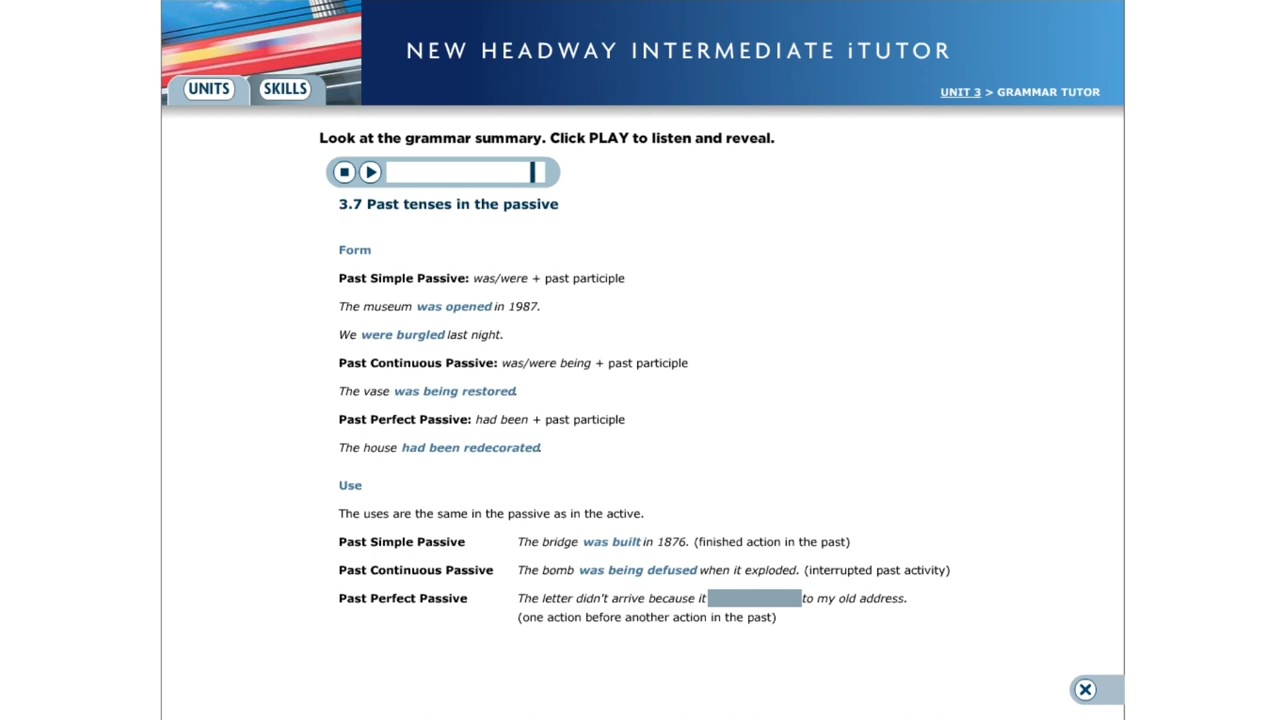 NEW HEADWAY INTERMEDIATE iTUTOR
UNITS SKILLS
UNIT 3 > GRAMMAR TUTOR
Look at the grammar summary. Click PLAY to listen and reveal.
3.7 Past tenses in the passive
Form
Past Simple Passive: was/were + past participle
The museum was opened in 1987.
We were burgled last night.
Past Continuous Passive: was/were being + past participle
The vase was being restored.
Past Perfect Passive: had been + past participle
The house had been redecorated.
Use
The uses are the same in the passive as in the active.
Past Simple Passive The bridge was built in 1876. (finished action in the past)
Past Continuous Passive The bomb was being defused when it exploded. (interrupted past activity)
Past Perfect Passive The letter didn't arrive because it to my old address.
(one action before another action in the past)